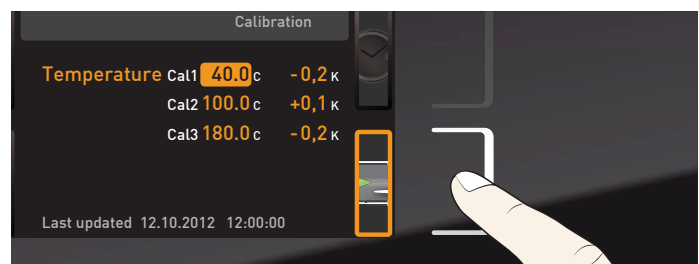 Calibration
Temperature Cal1 40.0 c -0,2 K
Cal2 100.0 c +0,1 K
Cal3 180.0 c -0,2 K
Last updated 12.10.2012 12:00:00